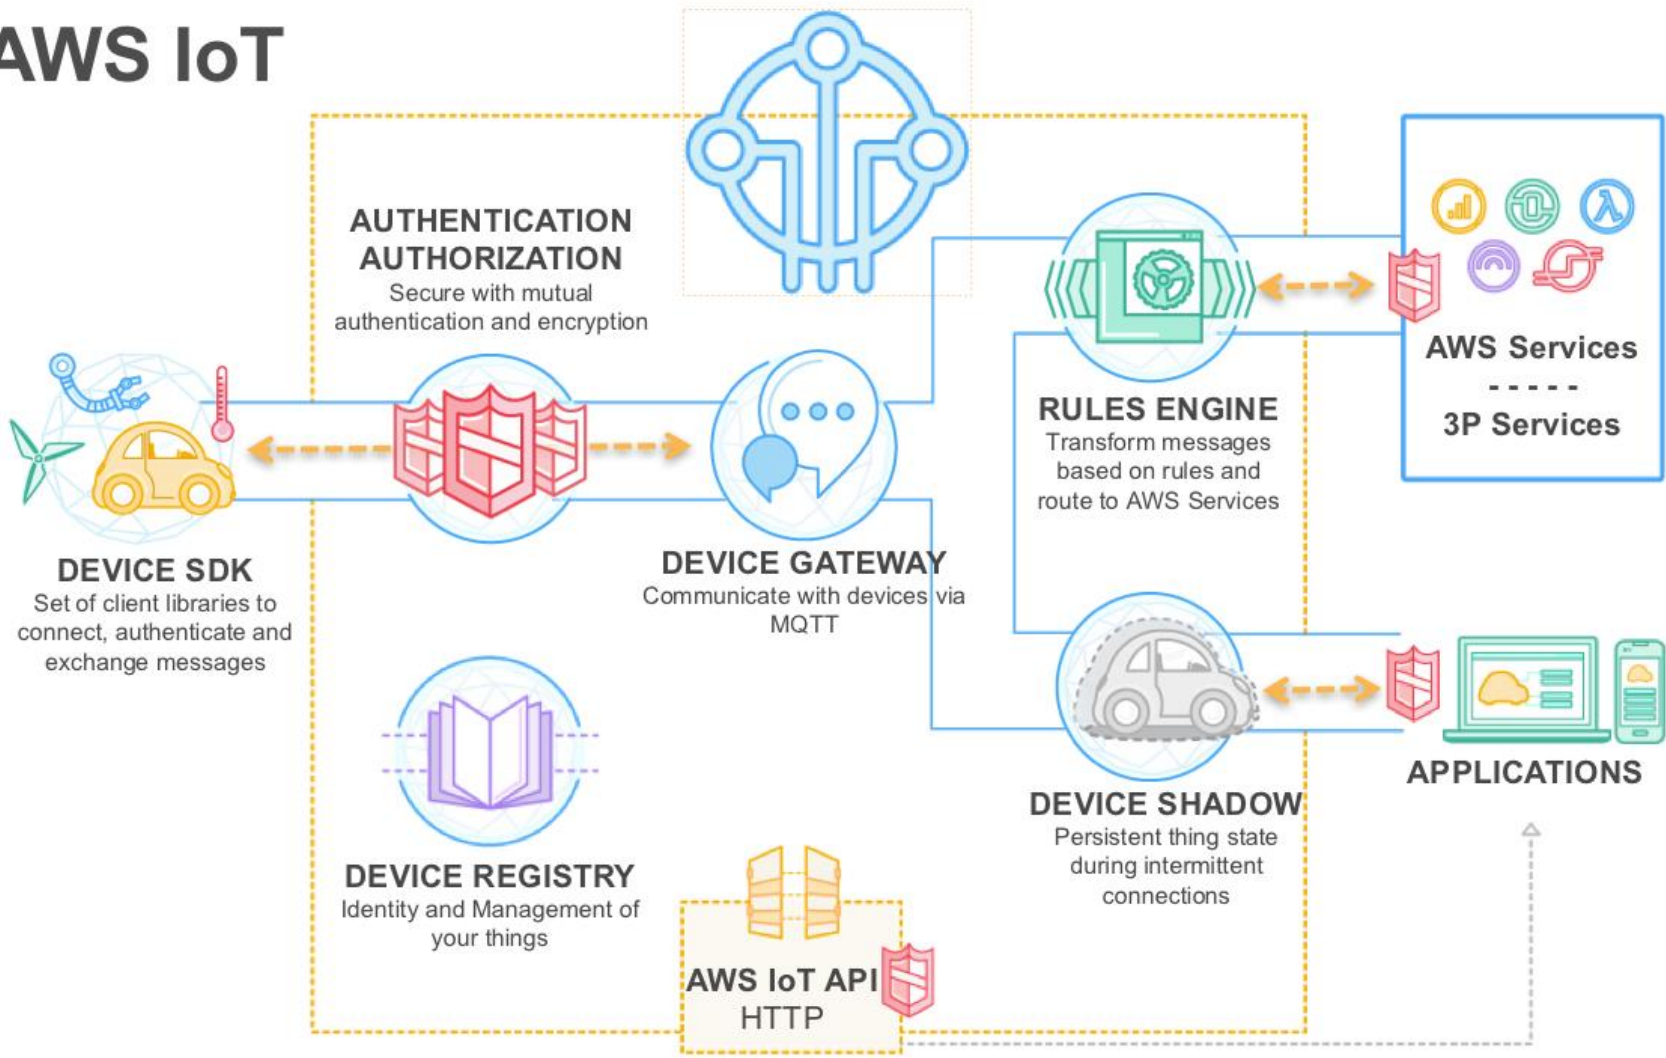 AWS IoT
AUTHENTICATION
AUTHORIZATION
Secure with mutual
authentication and encryption
DEVICE SDK
Set of client libraries to
connect, authenticate and
exchange messages
DEVICE GATEWAY
Communicate with devices via
MQTT
RULES ENGINE
Transform messages
based on rules and
route to AWS Services
AWS Services
- - - - -
3P Services
DEVICE REGISTRY
Identity and Management of
your things
DEVICE SHADOW
Persistent thing state
during intermittent
connections
APPLICATIONS
AWS IoT API
HTTP